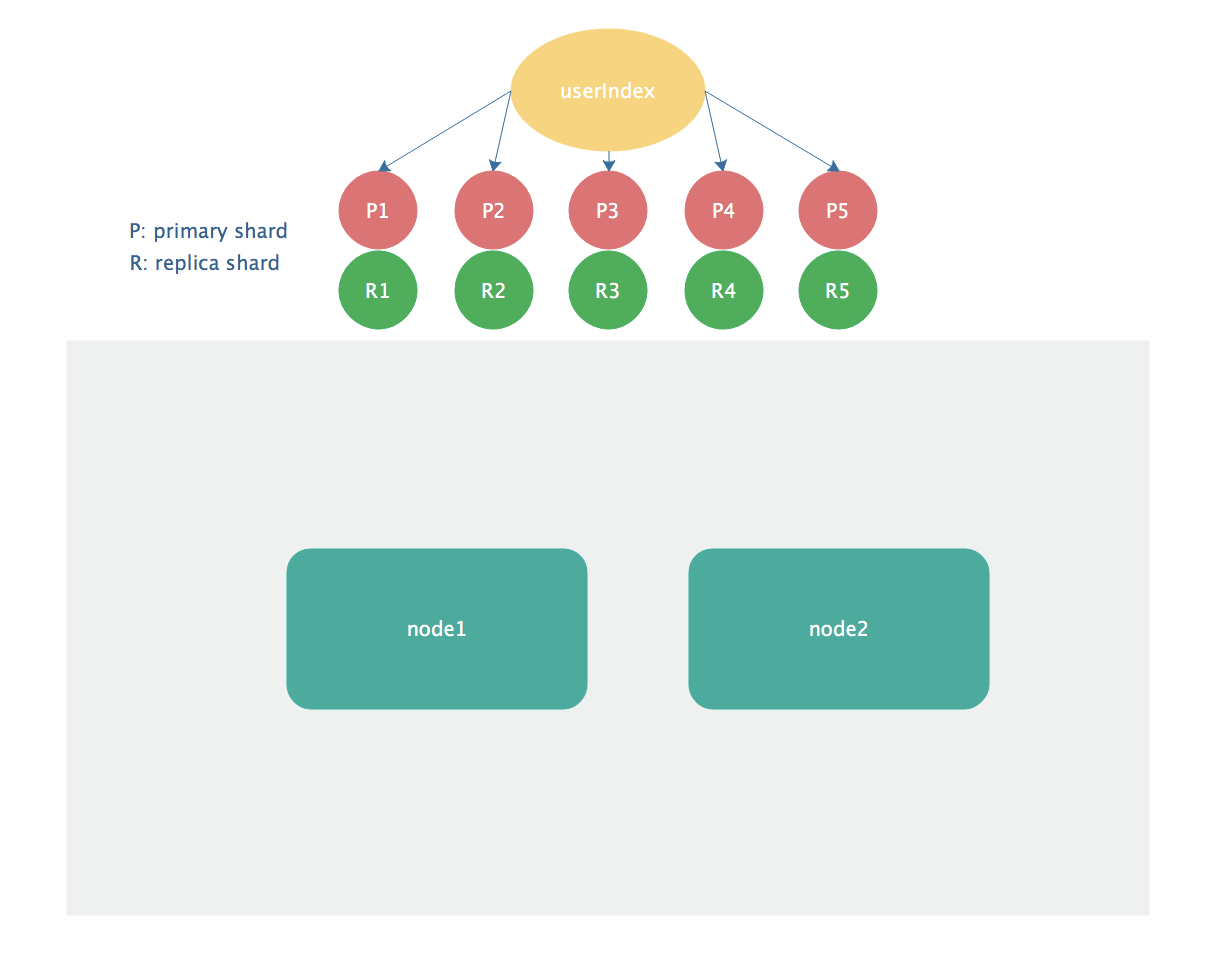 userIndex
P1 P2 P3 P4 P5
P: primary shard
R: replica shard
R1 R2 R3 R4 R5
node1 node2